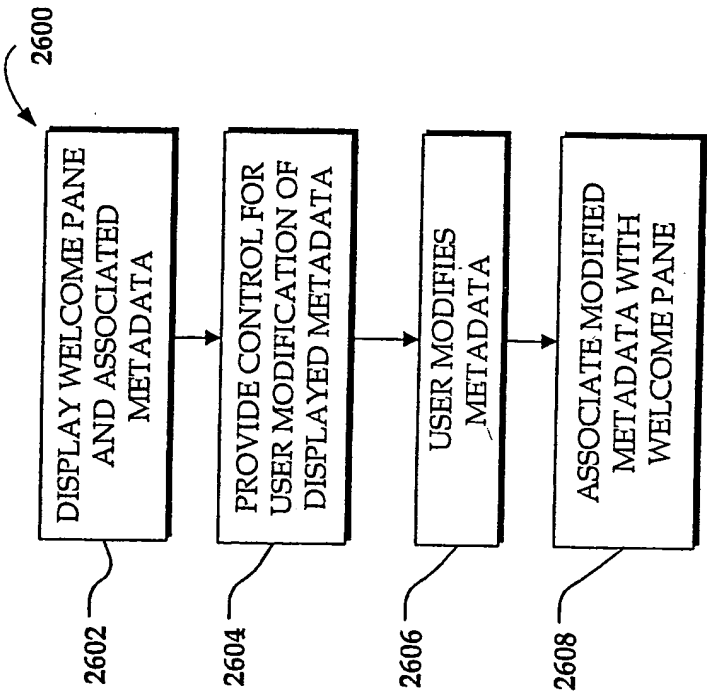 2600
2602
DISPLAY WELCOME PANE
AND ASSOCIATED
METADATA
2604
PROVIDE CONTROL FOR
USER MODIFICATION OF
DISPLAYED METADATA
2606
USER MODIFIES
METADATA
2608
ASSOCIATE MODIFIED
METADATA WITH
WELCOME PANE